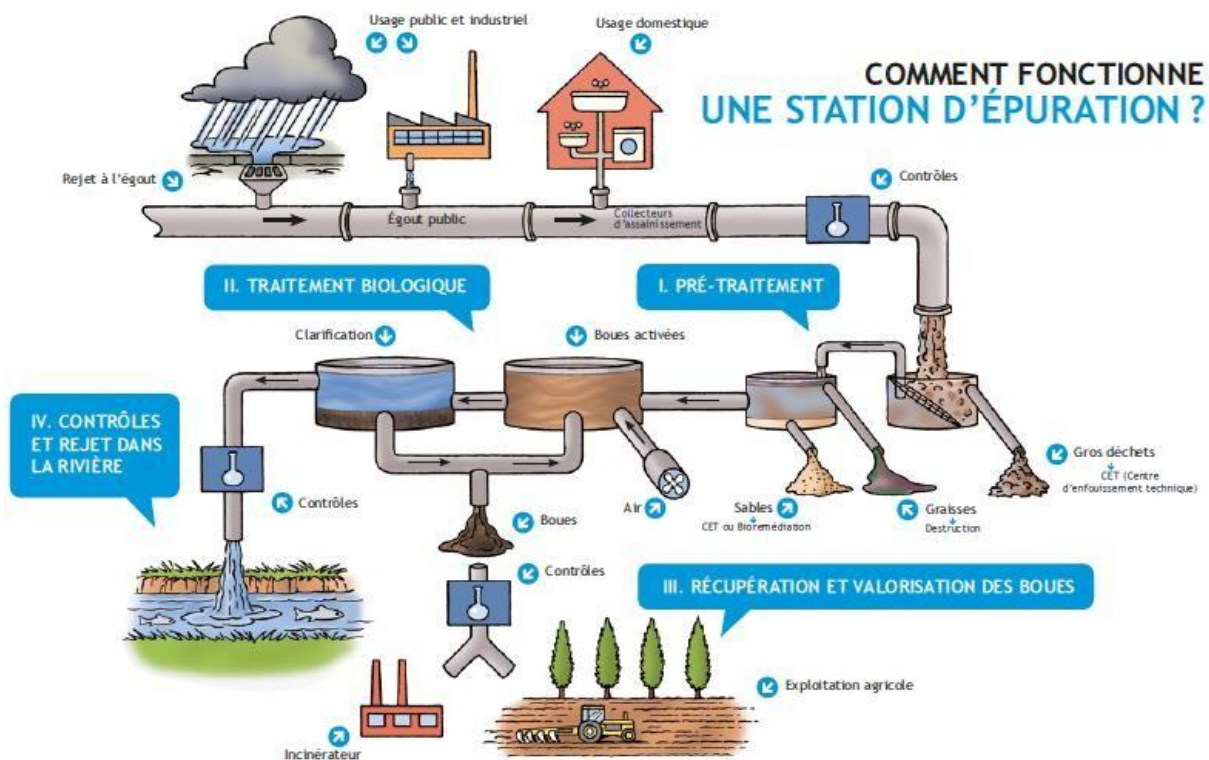 Usage public et industriel
Usage domestique
COMMENT FONCTIONNE
UNE STATION D'ÉPURATION ?
Rejet à l'égout
Contrôles
Égout public
Collecteurs
d'assainissement
II. TRAITEMENT BIOLOGIQUE
I. PRÉ-TRAITEMENT
Clarification
Boues activées
IV. CONTRÔLES
ET REJET DANS
LA RIVIÈRE
Gros déchets
CET (Centre
d'enfouissement technique)
Contrôles
Boues
Air
Sables
CET ou Bioremédiation
Graisses
Destruction
Contrôles
III. RÉCUPÉRATION ET VALORISATION DES BOUES
Exploitation agricole
Incinérateur